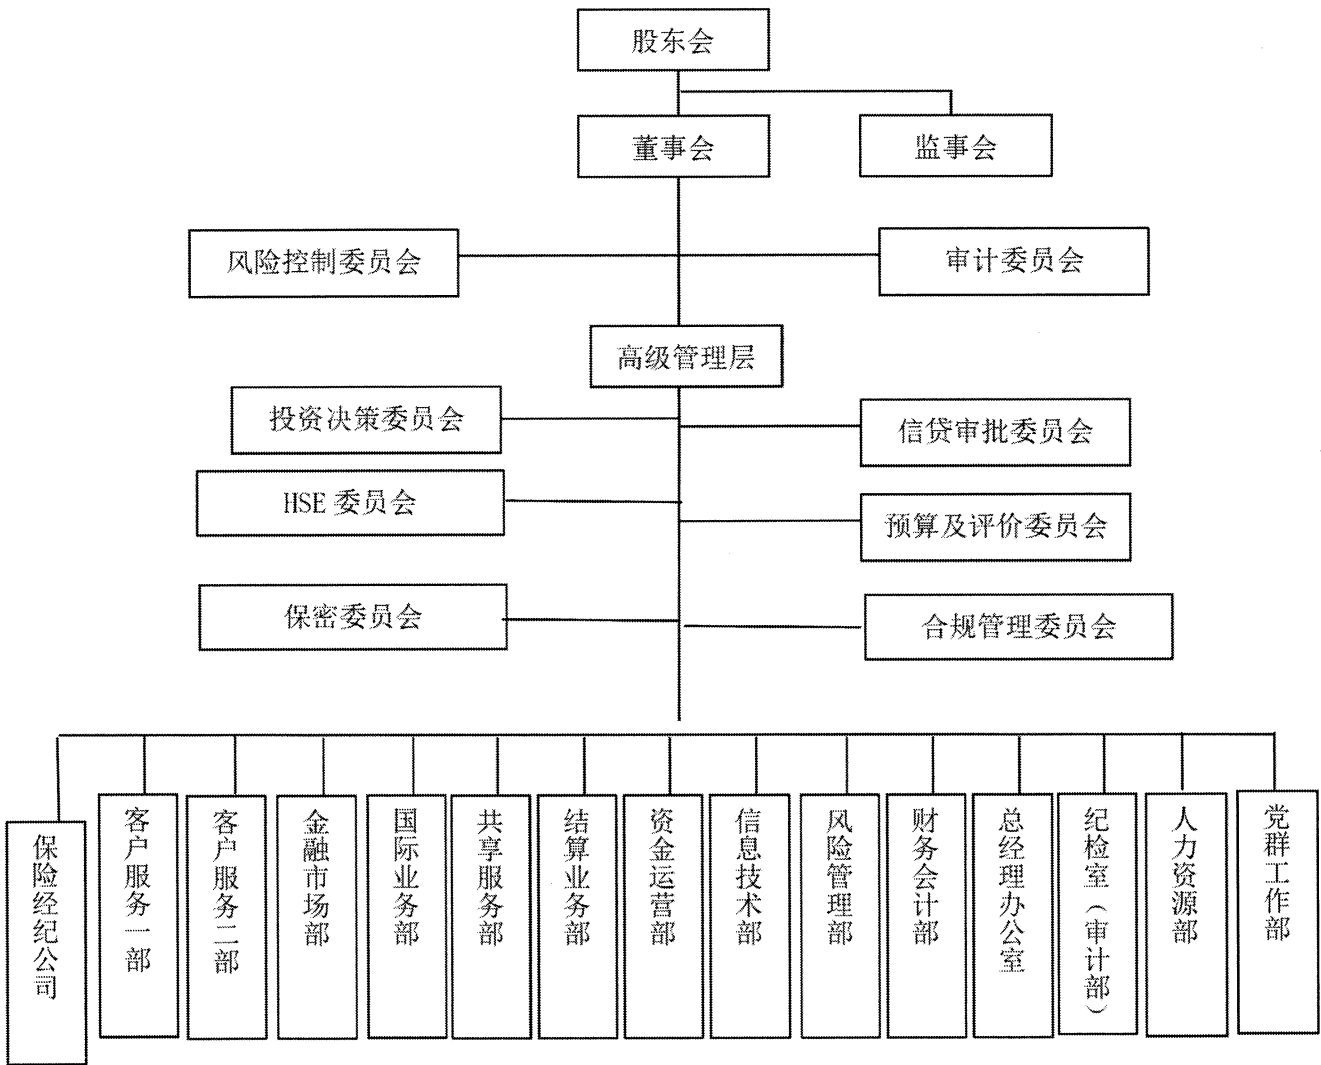 股东会
董事会
监事会
风险控制委员会
审计委员会
高级管理层
投资决策委员会
信贷审批委员会
HSE 委员会
预算及评价委员会
保密委员会
合规管理委员会
保险经纪公司
客户服务一部
客户服务二部
金融市场部
国际业务部
共享服务部
结算业务部
资金运营部
信息技术部
风险管理部
财务会计部
总经理办公室
纪检室（审计部）
人力资源部
党群工作部